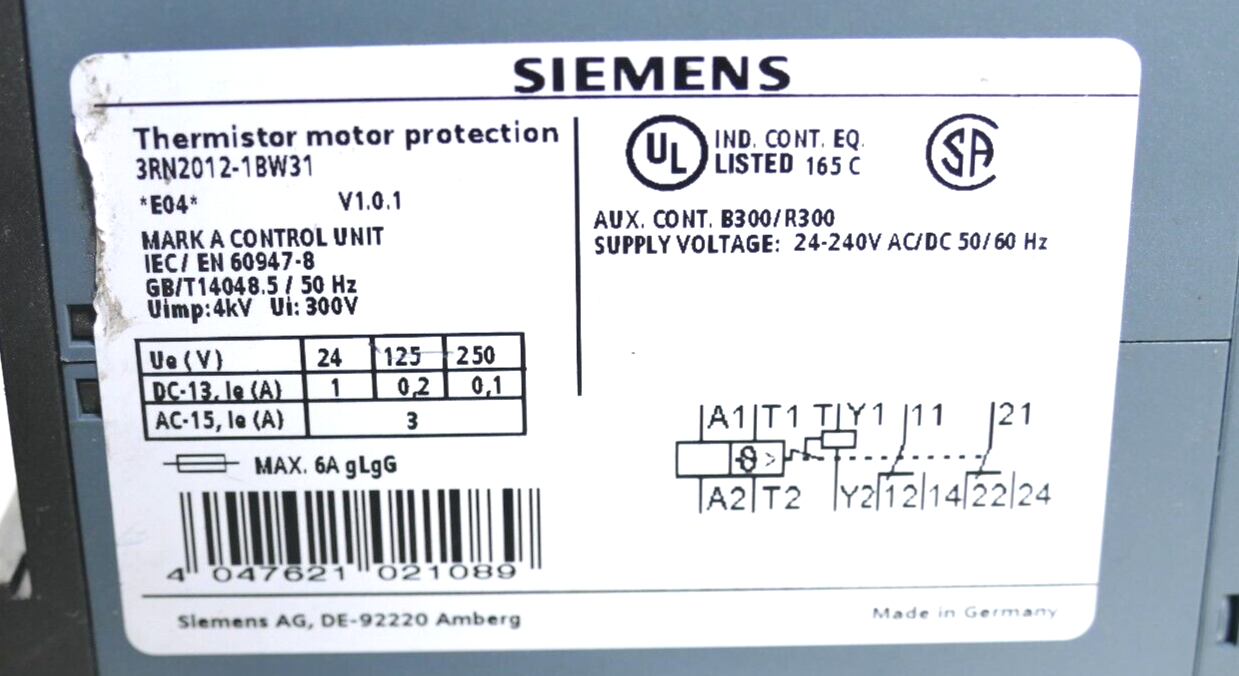 SIEMENS
Thermistor motor protection
3RN2012-1BW31
*E04* V1.0.1
MARK A CONTROL UNIT
IEC/ EN 60947-8
GB/T14048.5 / 50 Hz
Uimp:4kV Ui: 300V
Ue (V) 24 125 250
DC-13, Ie (A) 1 0,2 0,1
AC-15, Ie (A) 3
MAX. 6A gLgG
4 047621 021089
UL IND. CONT. EQ.
LISTED 165 C
SA
AUX. CONT. B300/R300
SUPPLY VOLTAGE: 24-240V AC/DC 50/60 Hz
A1 T1 T Y1 11 21
ϑ >
A2 T2 Y2 12 14 22 24
Siemens AG, DE-92220 Amberg
Made in Germany